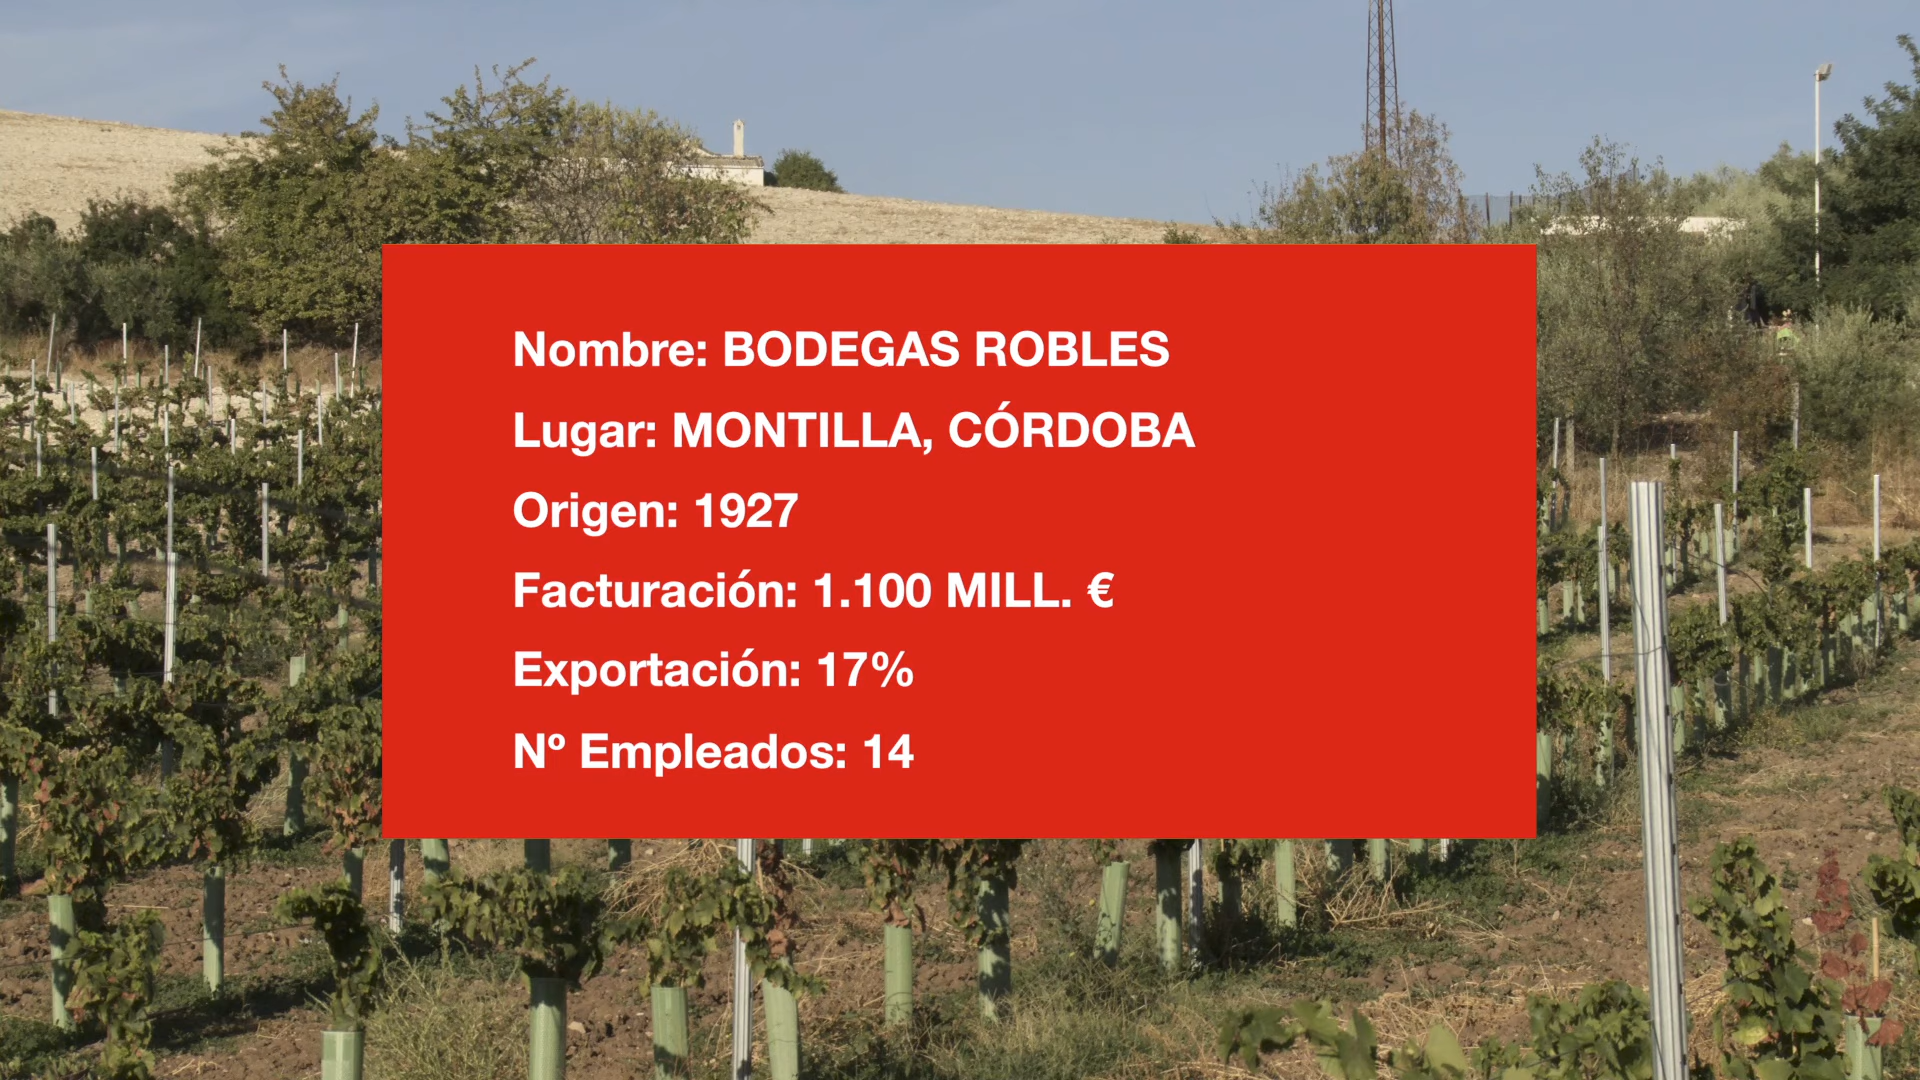 Nombre: BODEGAS ROBLES
Lugar: MONTILLA, CÓRDOBA
Origen: 1927
Facturación: 1.100 MILL. €
Exportación: 17%
Nº Empleados: 14